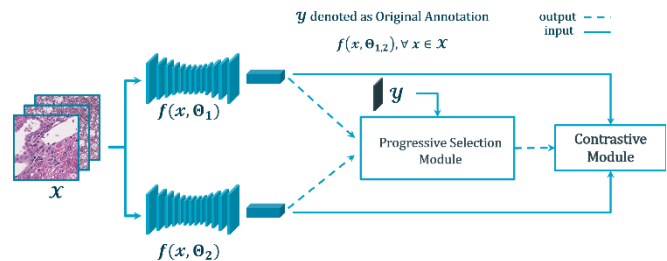 𝒴 denoted as Original Annotation
f(x, Θ₁,₂), ∀ x ∈ 𝒳
output
input
f(x, Θ₁)
𝒴
Progressive Selection
Module
Contrastive
Module
𝒳
f(x, Θ₂)